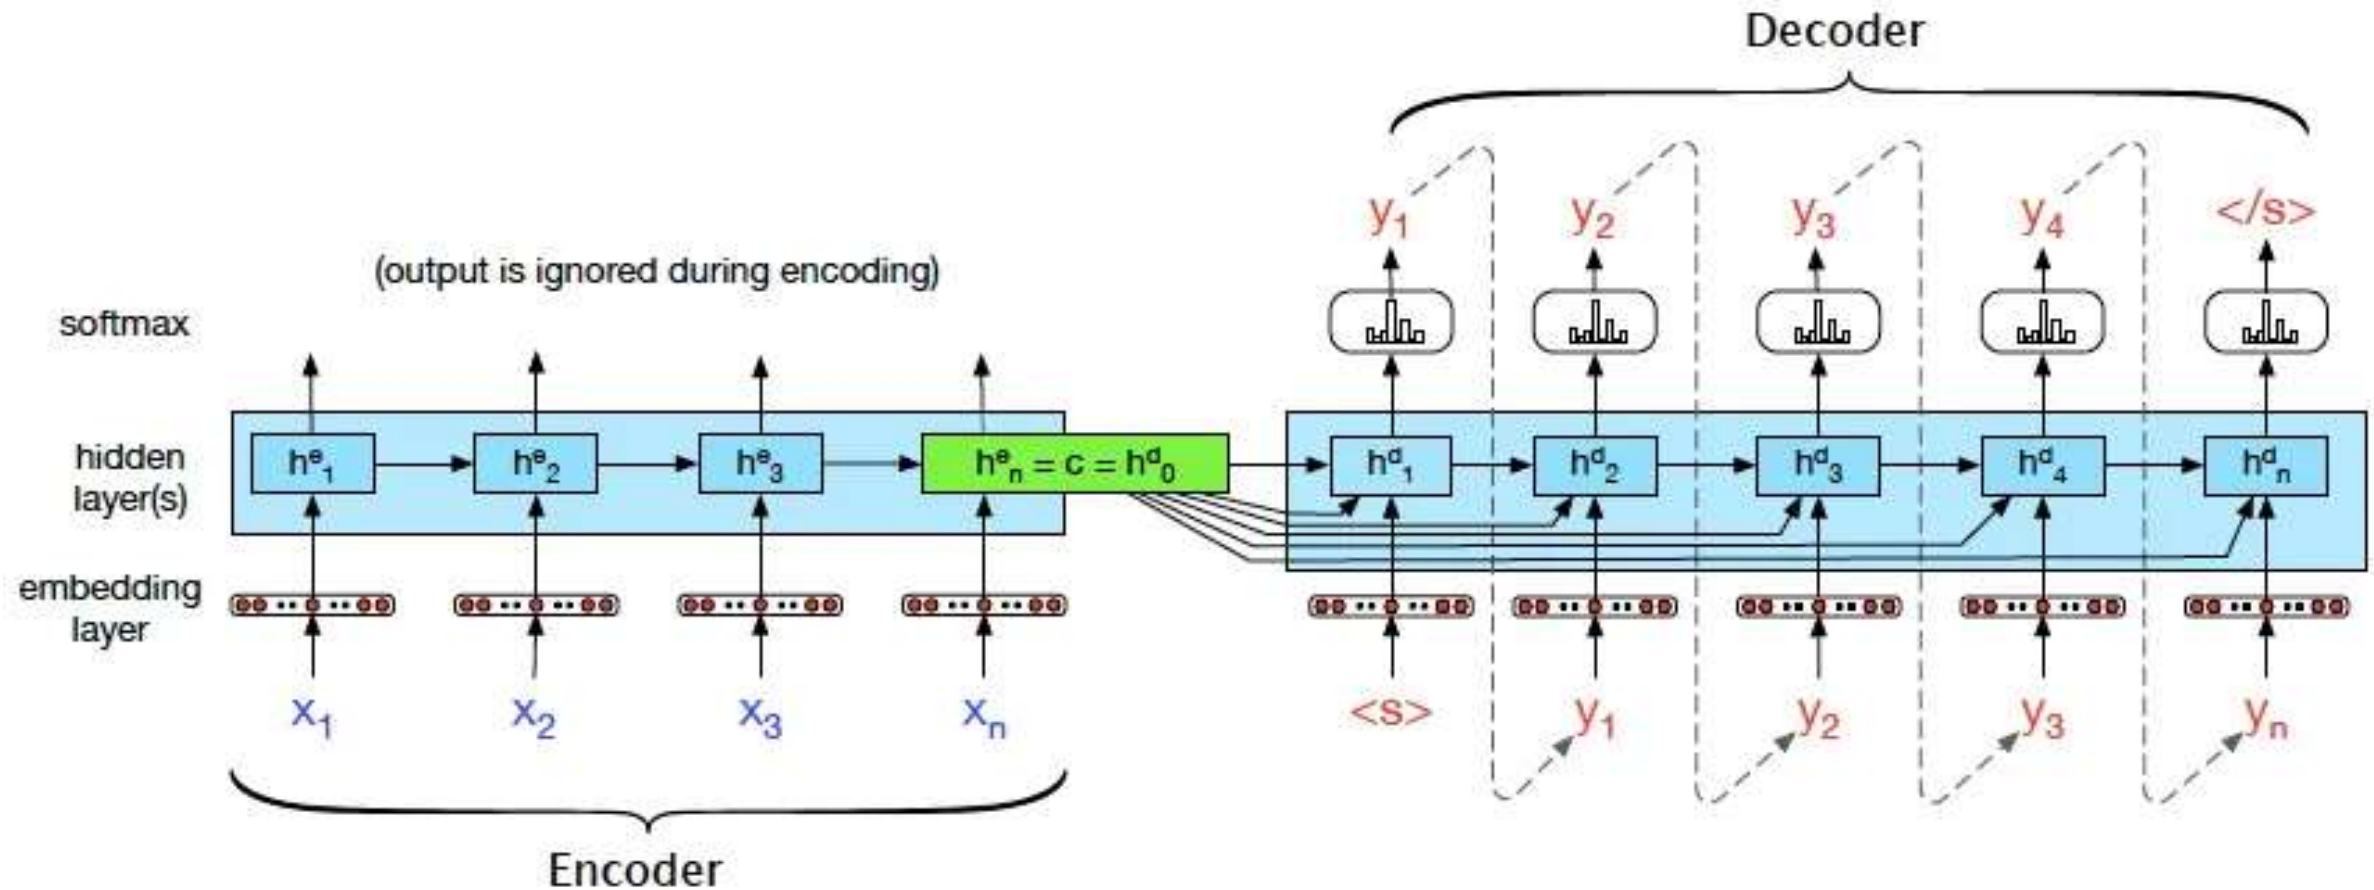 Decoder
y₁ y₂ y₃ y₄ </s>
(output is ignored during encoding)
softmax
hidden
layer(s)
hᵉ₁ hᵉ₂ hᵉ₃ hᵉₙ = c = hᵈ₀ hᵈ₁ hᵈ₂ hᵈ₃ hᵈ₄ hᵈₙ
embedding
layer
x₁ x₂ x₃ xₙ <s> y₁ y₂ y₃ yₙ
Encoder